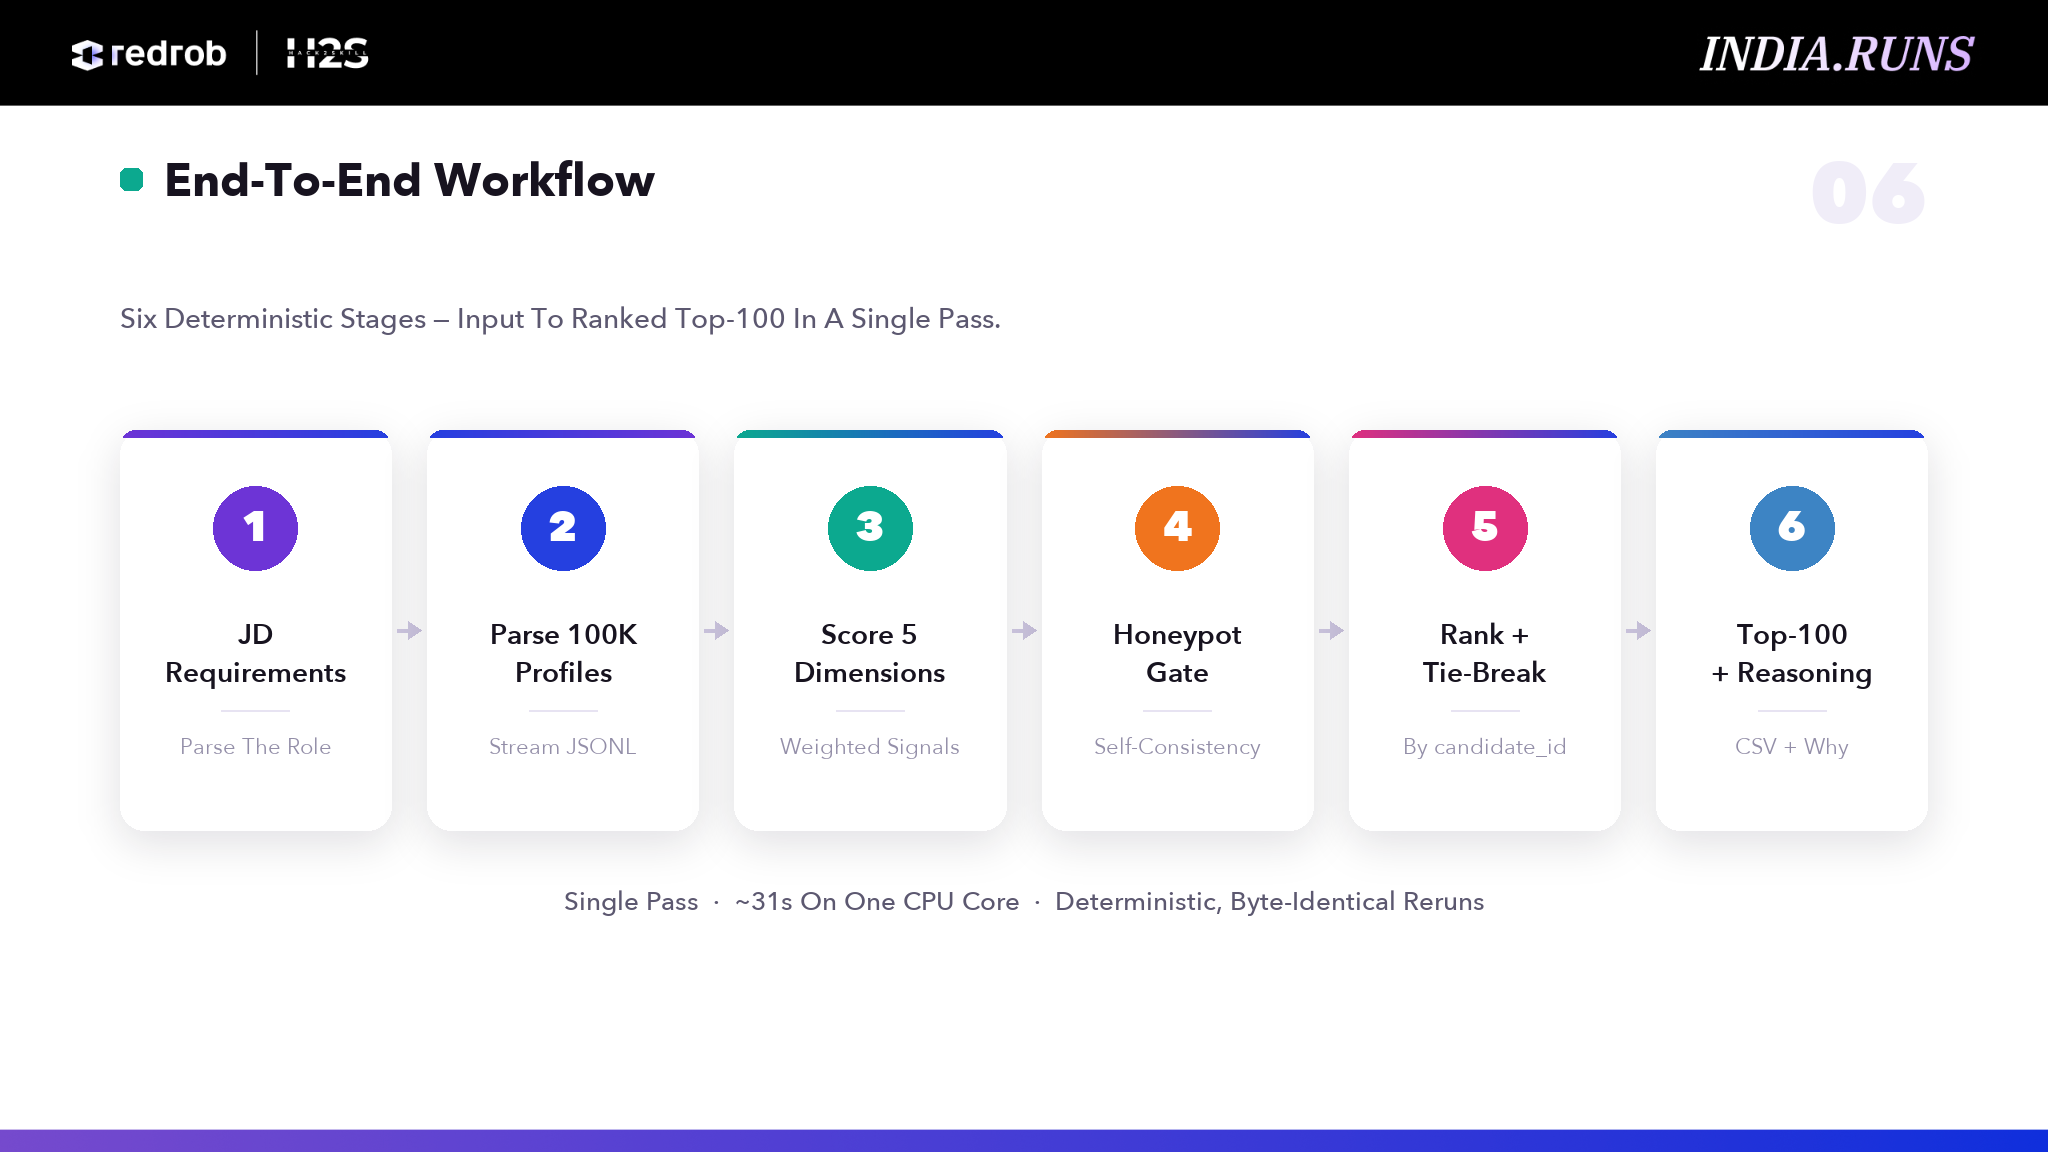 redrob
H2S
HACK2SKILL
INDIA.RUNS
End-To-End Workflow
06
Six Deterministic Stages – Input To Ranked Top-100 In A Single Pass.
1
JD
Requirements
Parse The Role
2
Parse 100K
Profiles
Stream JSONL
3
Score 5
Dimensions
Weighted Signals
4
Honeypot
Gate
Self-Consistency
5
Rank +
Tie-Break
By candidate_id
6
Top-100
+ Reasoning
CSV + Why
Single Pass · ~31s On One CPU Core · Deterministic, Byte-Identical Reruns